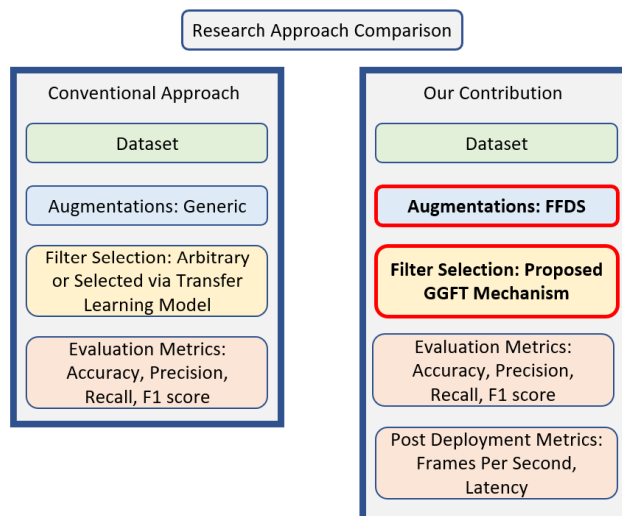 Research Approach Comparison
Conventional Approach
Dataset
Augmentations: Generic
Filter Selection: Arbitrary
or Selected via Transfer
Learning Model
Evaluation Metrics:
Accuracy, Precision,
Recall, F1 score
Our Contribution
Dataset
Augmentations: FFDS
Filter Selection: Proposed
GGFT Mechanism
Evaluation Metrics:
Accuracy, Precision,
Recall, F1 score
Post Deployment Metrics:
Frames Per Second,
Latency